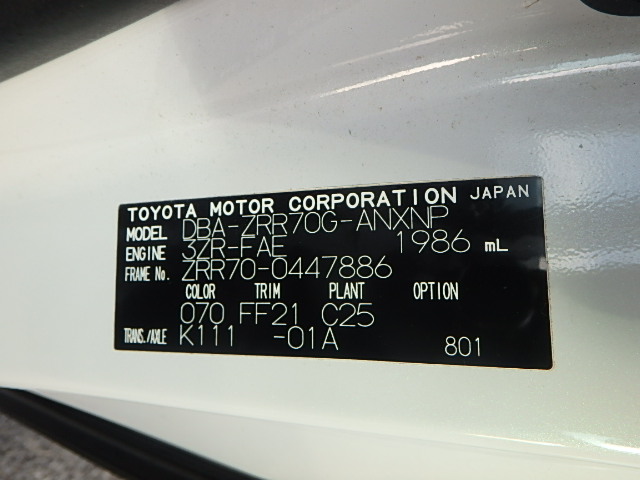 TOYOTA MOTOR CORPORATION JAPAN
MODEL DBA-ZRR70G-ANXNP
ENGINE 3ZR-FAE 1986 mL
FRAME No. ZRR70-0447886
COLOR TRIM PLANT OPTION
070 FF21 C25
TRANS./AXLE K111 -01A 801